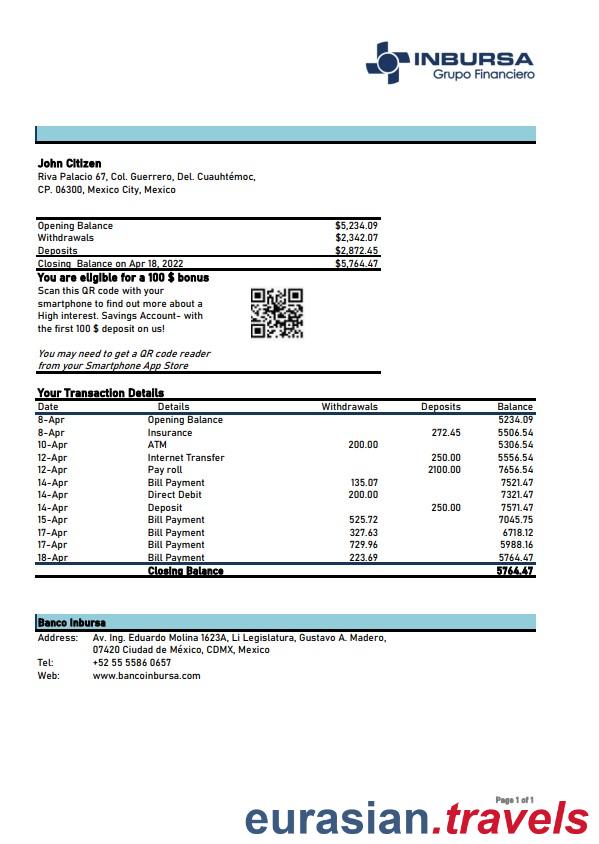 INBURSA
Grupo Financiero
John Citizen
Riva Palacio 67, Col. Guerrero, Del. Cuauhtémoc,
CP. 06300, Mexico City, Mexico
Opening Balance $5,234.09
Withdrawals $2,342.07
Deposits $2,872.45
Closing Balance on Apr 18, 2022 $5,764.47
You are eligible for a 100 $ bonus
Scan this QR code with your
smartphone to find out more about a
High interest. Savings Account- with
the first 100 $ deposit on us!
You may need to get a QR code reader
from your Smartphone App Store
Your Transaction Details
Date Details Withdrawals Deposits Balance
8-Apr Opening Balance 5234.09
8-Apr Insurance 272.45 5506.54
10-Apr ATM 200.00 5306.54
12-Apr Internet Transfer 250.00 5556.54
12-Apr Pay roll 2100.00 7656.54
14-Apr Bill Payment 135.07 7521.47
14-Apr Direct Debit 200.00 7321.47
14-Apr Deposit 250.00 7571.47
15-Apr Bill Payment 525.72 7045.75
17-Apr Bill Payment 327.63 6718.12
17-Apr Bill Payment 729.96 5988.16
18-Apr Bill Payment 223.69 5764.47
Closing Balance 5764.47
Banco Inbursa
Address: Av. Ing. Eduardo Molina 1623A, Li Legislatura, Gustavo A. Madero,
07420 Ciudad de México, CDMX, Mexico
Tel: +52 55 5586 0657
Web: www.bancoinbursa.com
Page 1 of 1
eurasian.travels